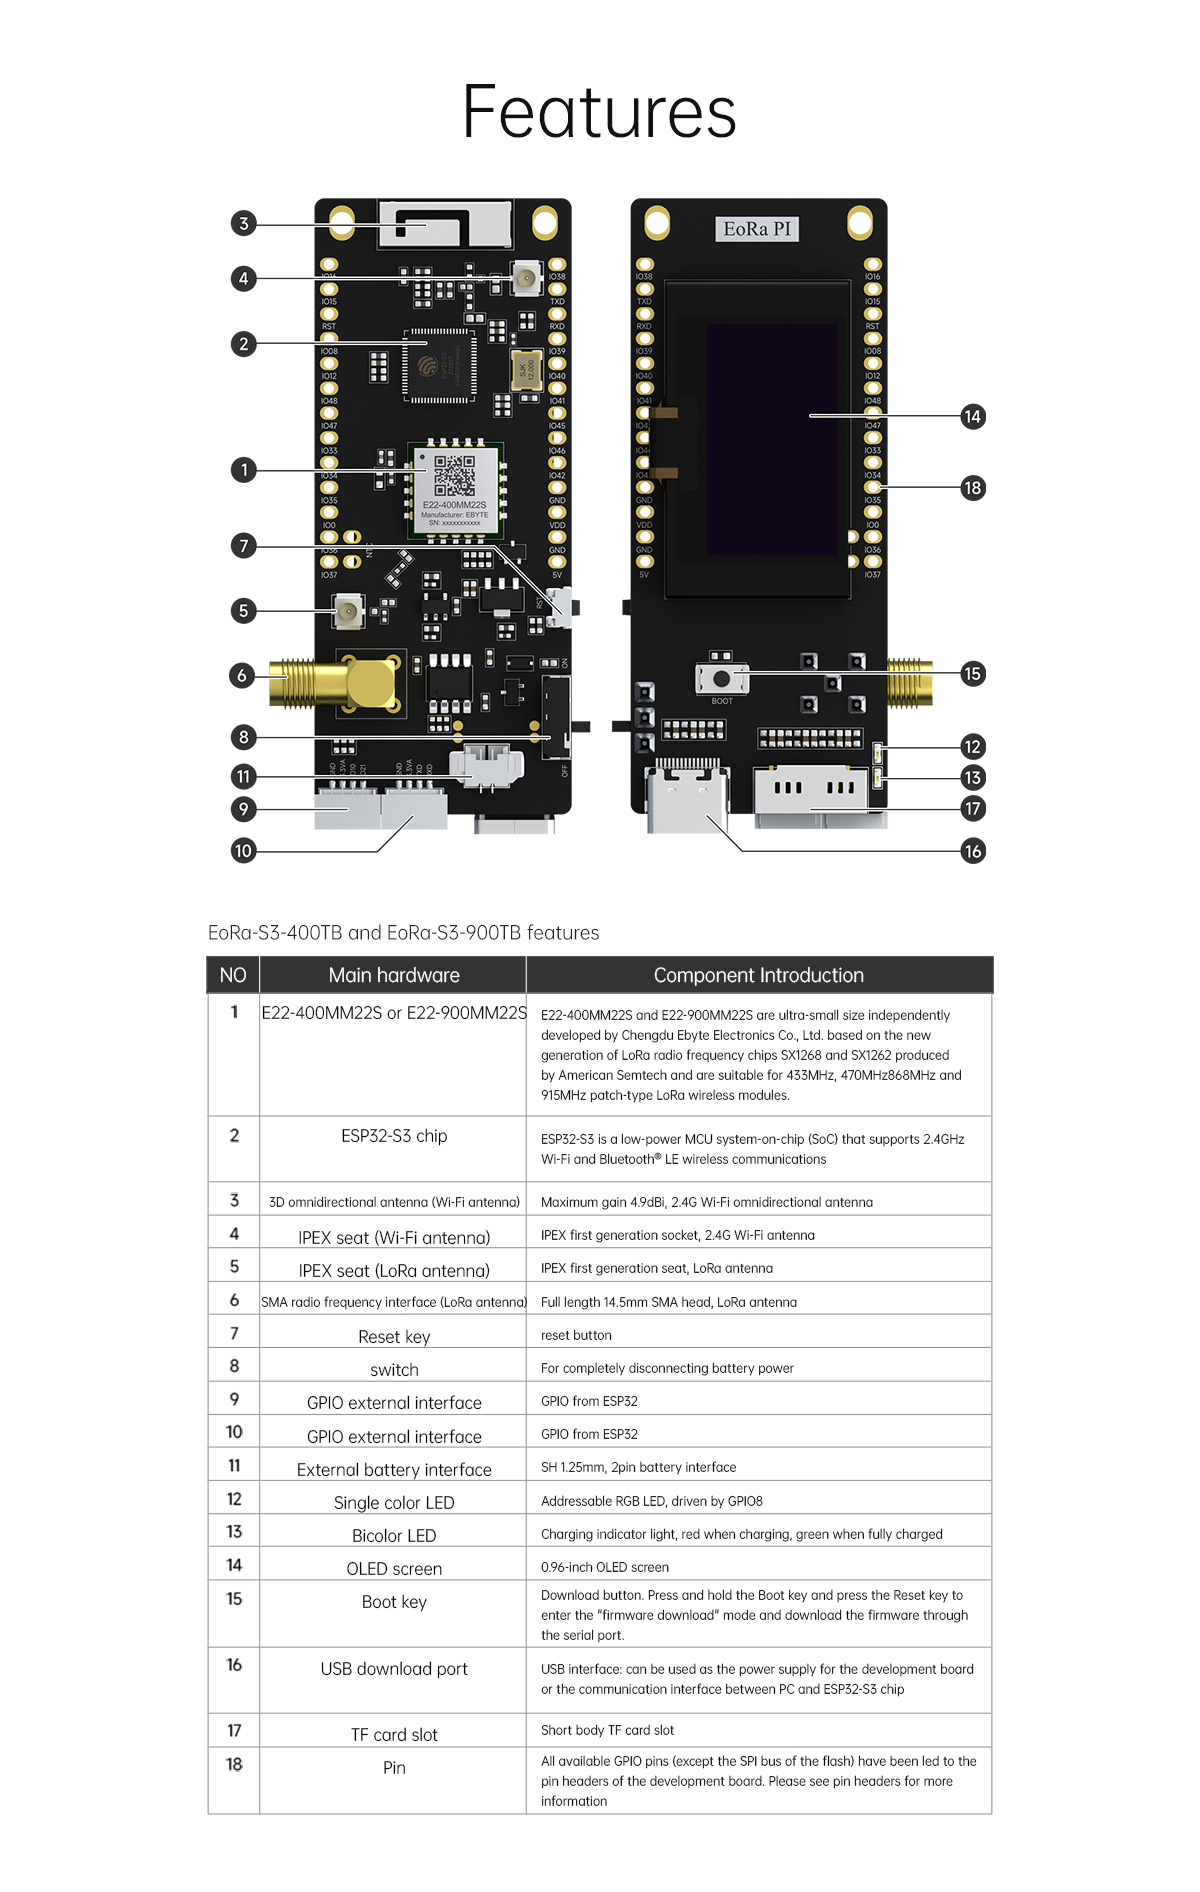 Features
3
4
2
1
7
5
6
8
11
9
10
IO16
IO15
RST
IO08
IO12
IO48
IO47
IO33
IO34
IO35
IO0
IO36
IO37
NTC
IO38
TXD
RXD
IO39
IO40
IO41
IO45
IO46
IO42
GND
VDD
GND
5V
ESP32-S3
SJK
12.000
E22-400MM22S
Manufacturer: EBYTE
SN: xxxxxxxxxxx
RST
ON
OFF
GND
3.3VA
IO10
IO21
GND
3.3VA
TXD
RXD
EoRa PI
IO38
TXD
RXD
IO39
IO40
IO41
GND
VDD
GND
5V
IO16
IO15
RST
IO08
IO12
IO48
IO47
IO33
IO34
IO35
IO0
IO36
IO37
BOOT
14
18
15
12
13
17
16
EoRa-S3-400TB and EoRa-S3-900TB features
NO Main hardware Component Introduction
1 E22-400MM22S or E22-900MM22S E22-400MM22S and E22-900MM22S are ultra-small size independently
developed by Chengdu Ebyte Electronics Co., Ltd. based on the new
generation of LoRa radio frequency chips SX1268 and SX1262 produced
by American Semtech and are suitable for 433MHz, 470MHz868MHz and
915MHz patch-type LoRa wireless modules.
2 ESP32-S3 chip ESP32-S3 is a low-power MCU system-on-chip (SoC) that supports 2.4GHz
Wi-Fi and Bluetooth® LE wireless communications
3 3D omnidirectional antenna (Wi-Fi antenna) Maximum gain 4.9dBi, 2.4G Wi-Fi omnidirectional antenna
4 IPEX seat (Wi-Fi antenna) IPEX first generation socket, 2.4G Wi-Fi antenna
5 IPEX seat (LoRa antenna) IPEX first generation seat, LoRa antenna
6 SMA radio frequency interface (LoRa antenna) Full length 14.5mm SMA head, LoRa antenna
7 Reset key reset button
8 switch For completely disconnecting battery power
9 GPIO external interface GPIO from ESP32
10 GPIO external interface GPIO from ESP32
11 External battery interface SH 1.25mm, 2pin battery interface
12 Single color LED Addressable RGB LED, driven by GPIO8
13 Bicolor LED Charging indicator light, red when charging, green when fully charged
14 OLED screen 0.96-inch OLED screen
15 Boot key Download button. Press and hold the Boot key and press the Reset key to
enter the "firmware download" mode and download the firmware through
the serial port.
16 USB download port USB interface: can be used as the power supply for the development board
or the communication interface between PC and ESP32-S3 chip
17 TF card slot Short body TF card slot
18 Pin All available GPIO pins (except the SPI bus of the flash) have been led to the
pin headers of the development board. Please see pin headers for more
information